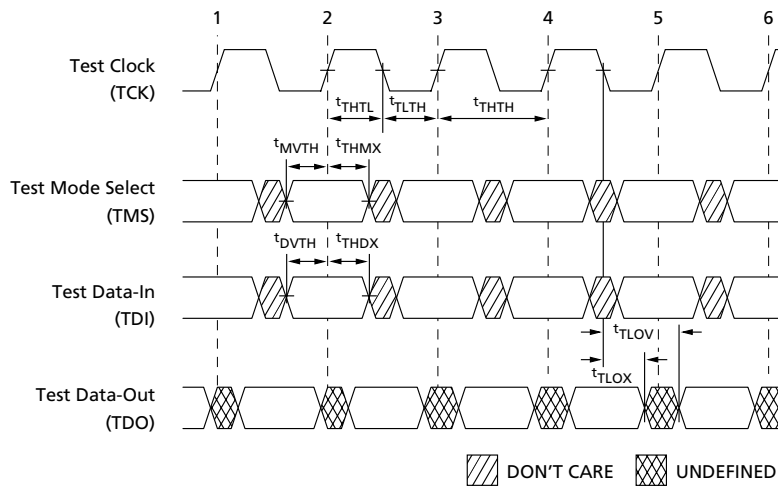 1 2 3 4 5 6
Test Clock
(TCK)
tTHTL tTLTH tTHTH
tMVTH tTHMX
Test Mode Select
(TMS)
tDVTH tTHDX
Test Data-In
(TDI)
tTLOV
tTLOX
Test Data-Out
(TDO)
DON'T CARE UNDEFINED